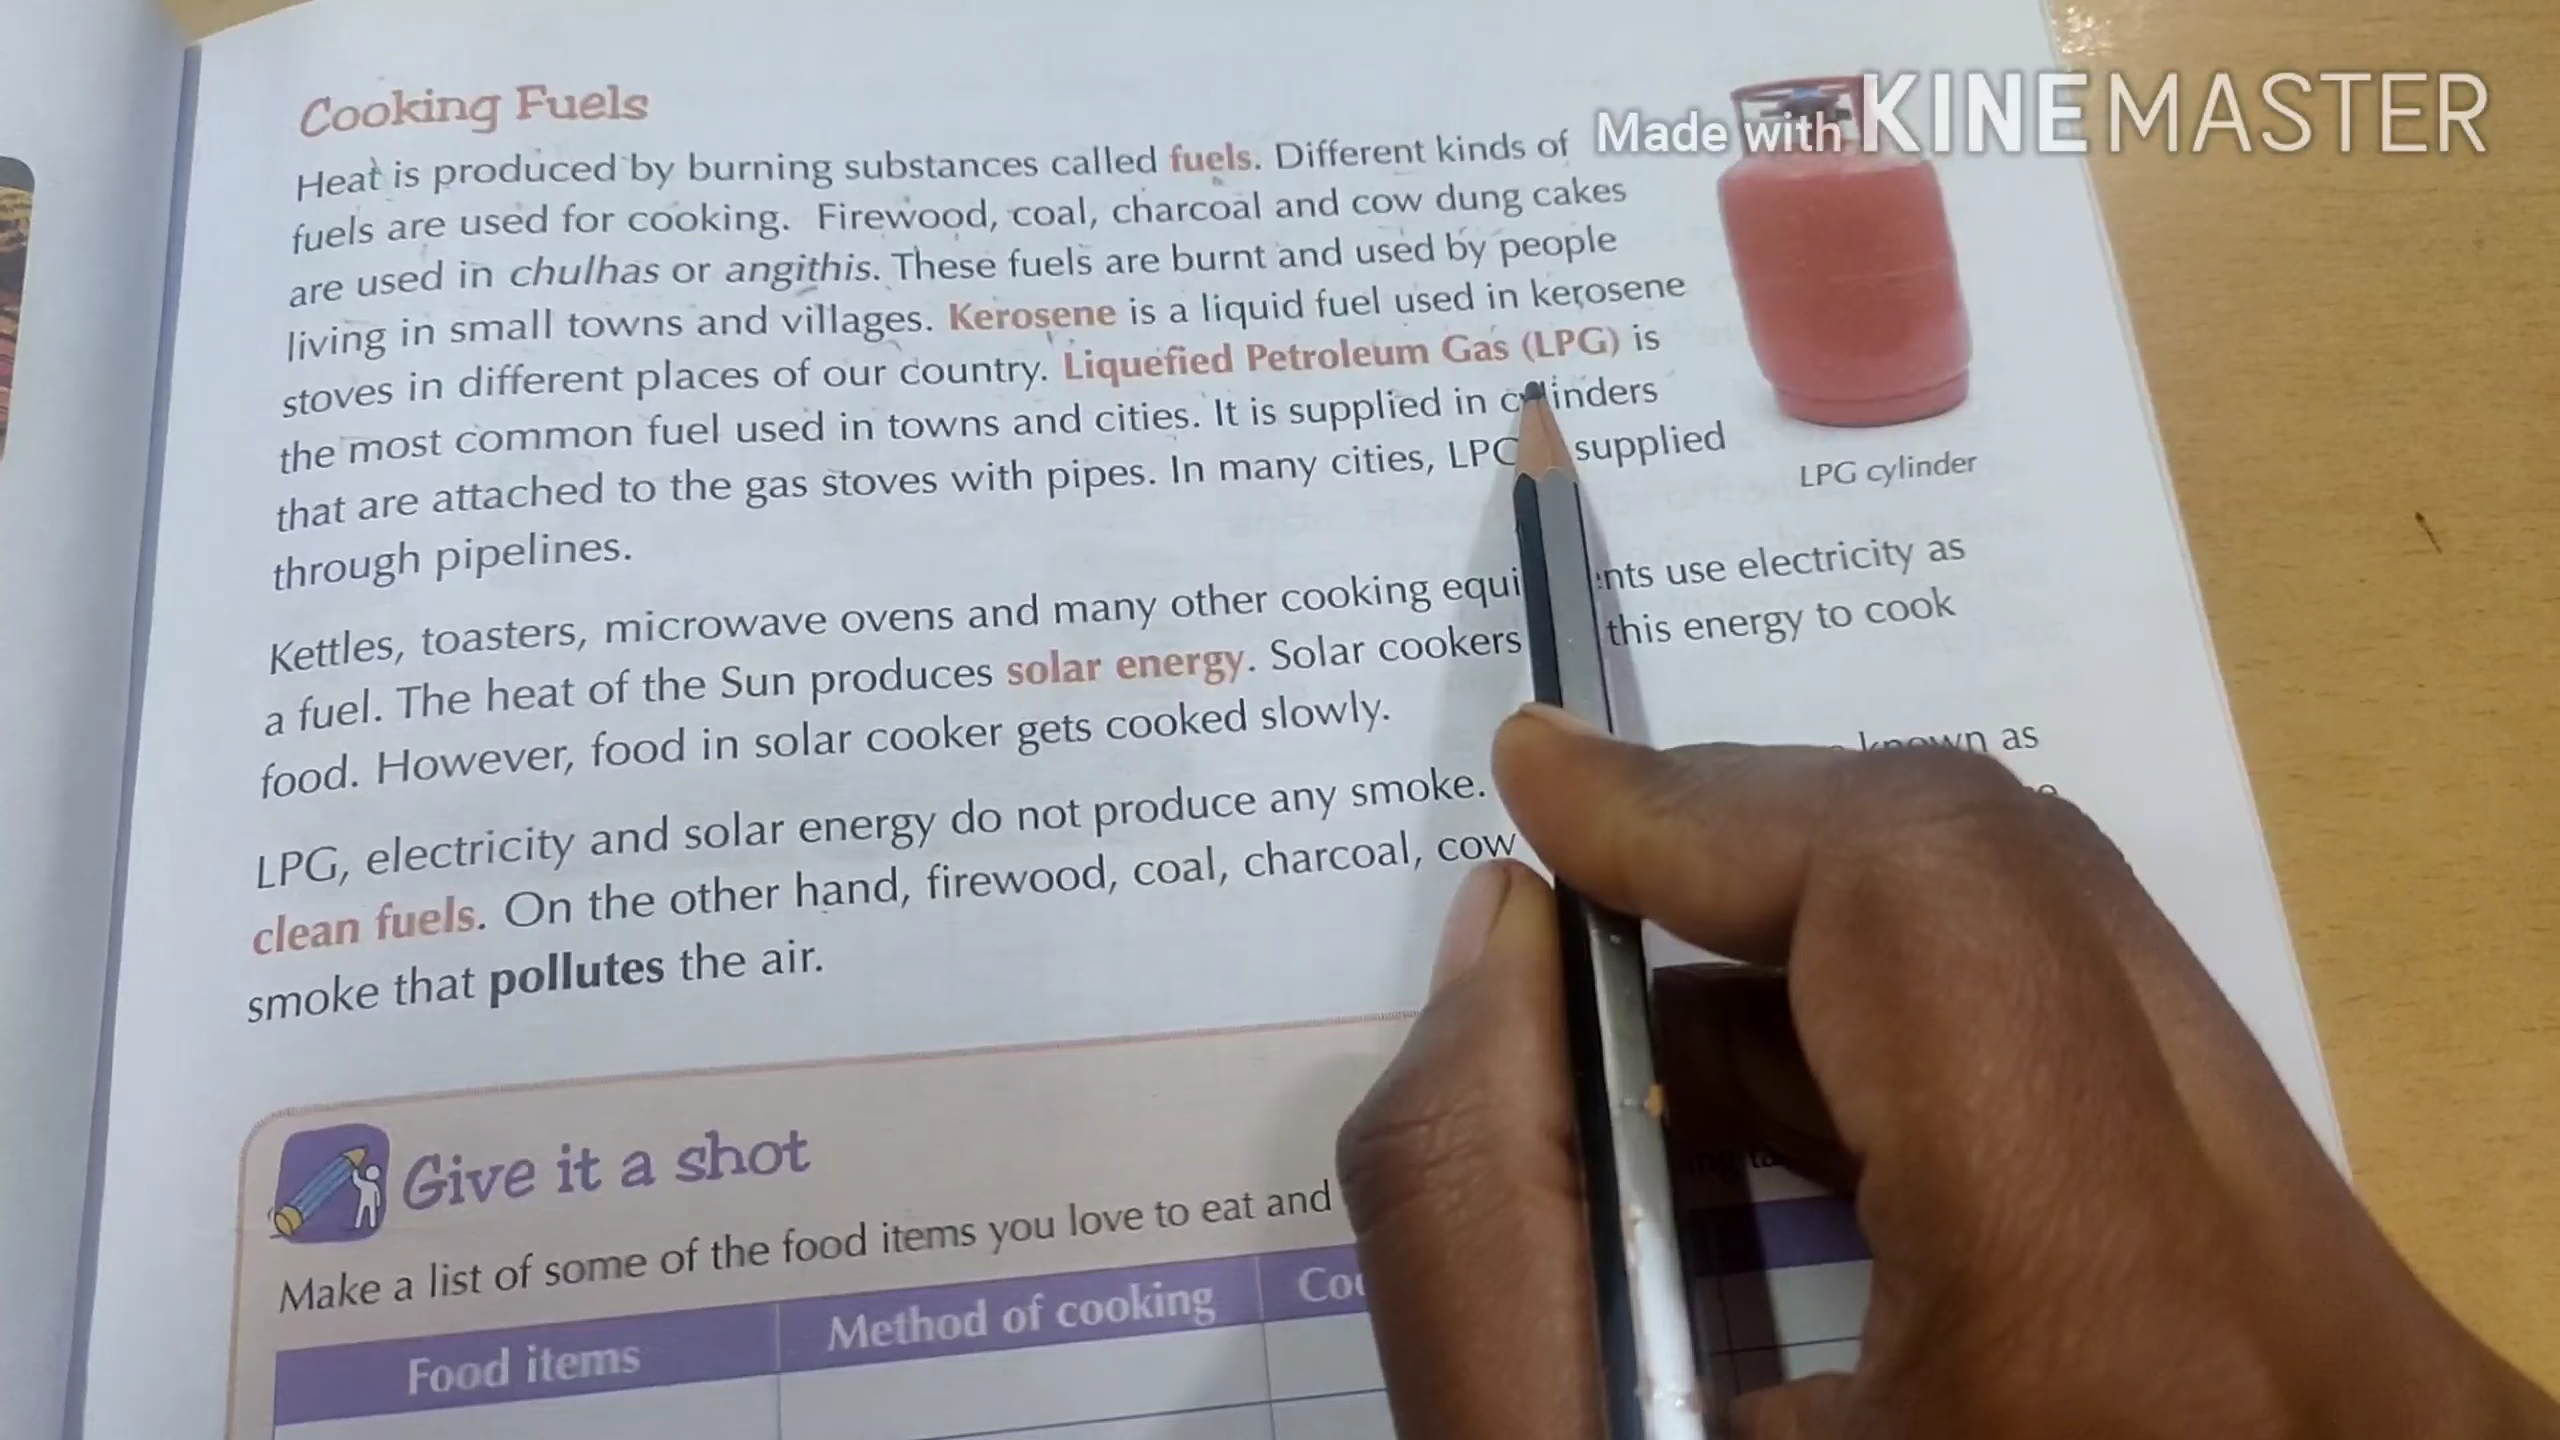 Made with KINEMASTER
Cooking Fuels
Heat is produced by burning substances called fuels. Different kinds of
fuels are used for cooking. Firewood, coal, charcoal and cow dung cakes
are used in chulhas or angithis. These fuels are burnt and used by people
living in small towns and villages. Kerosene is a liquid fuel used in kerosene
stoves in different places of our country. Liquefied Petroleum Gas (LPG) is
the most common fuel used in towns and cities. It is supplied in cylinders
that are attached to the gas stoves with pipes. In many cities, LPG supplied
through pipelines.
LPG cylinder
Kettles, toasters, microwave ovens and many other cooking use electricity as
a fuel. The heat of the Sun produces solar energy. Solar cookers this energy to cook
food. However, food in solar cooker gets cooked slowly.
LPG, electricity and solar energy do not produce any smoke. known as
clean fuels. On the other hand, firewood, coal, charcoal, cow
smoke that pollutes the air.
Give it a shot
Make a list of some of the food items you love to eat and
Food items Method of cooking